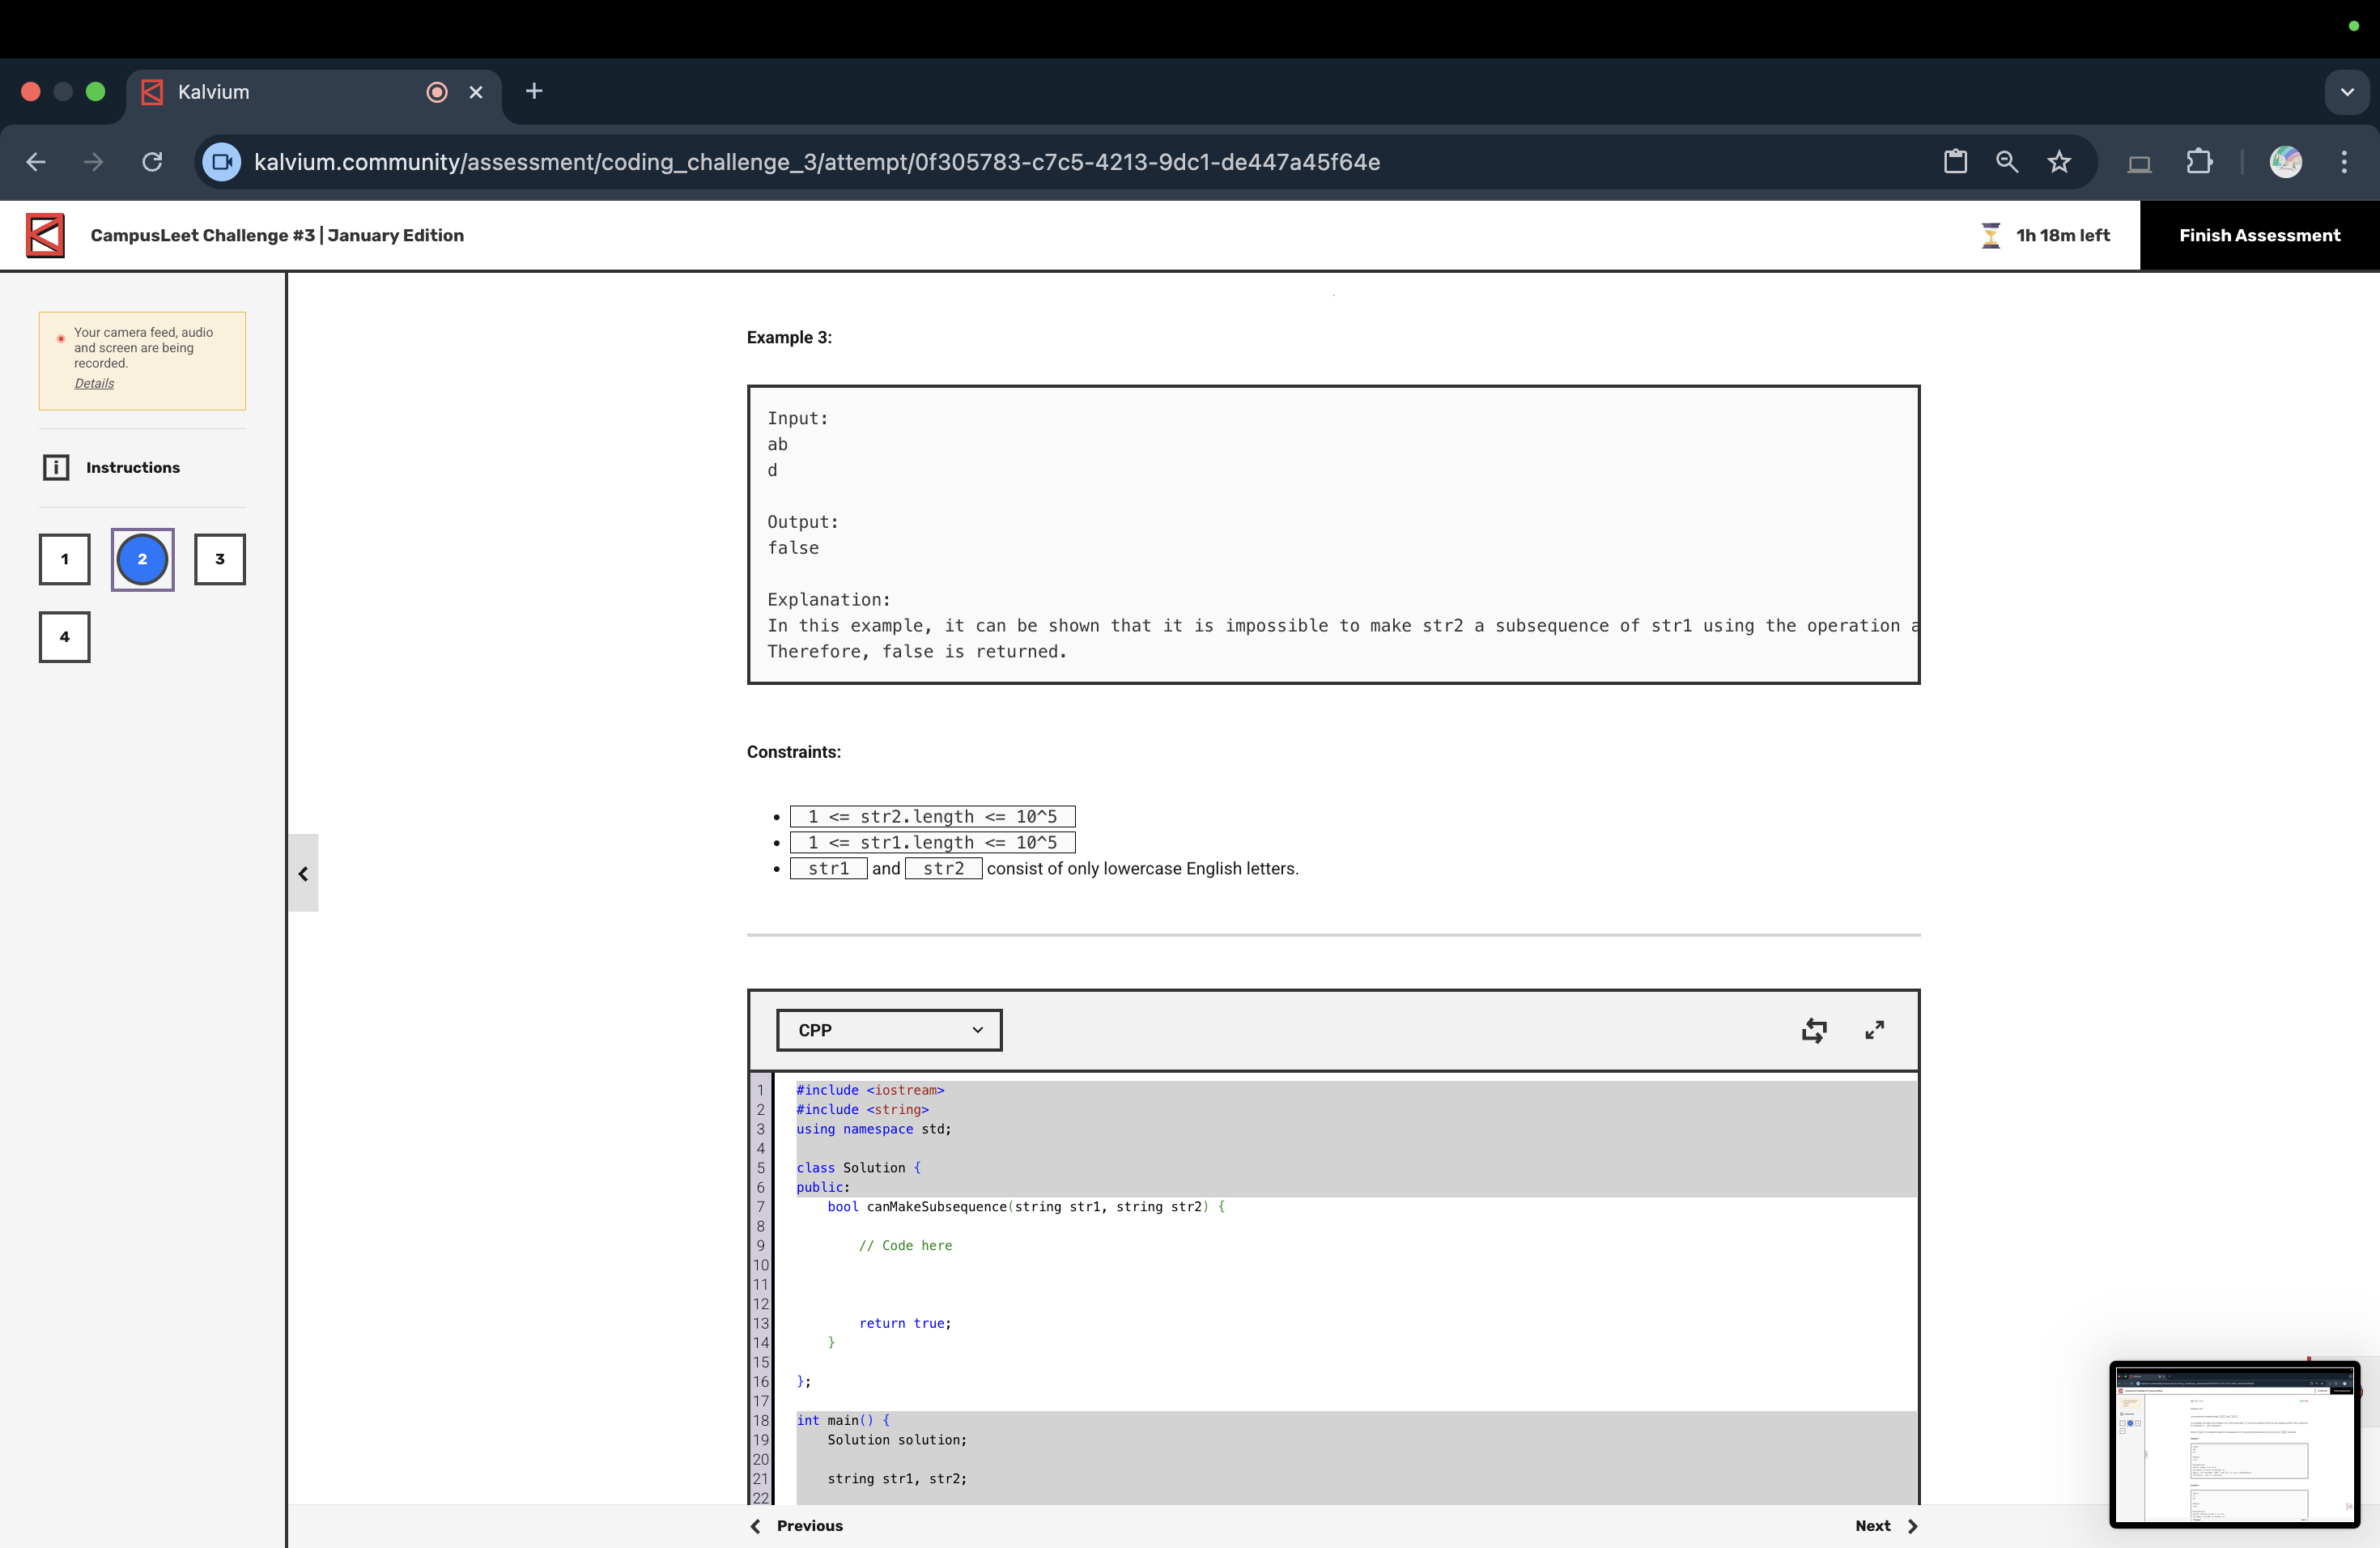 Kalvium
kalvium.community/assessment/coding_challenge_3/attempt/0f305783-c7c5-4213-9dc1-de447a45f64e
CampusLeet Challenge #3 | January Edition
1h 18m left
Finish Assessment
Your camera feed, audio
and screen are being
recorded.
Details
Instructions
1
2
3
4
Example 3:
Input:
ab
d
Output:
false
Explanation:
In this example, it can be shown that it is impossible to make str2 a subsequence of str1 using the operation a
Therefore, false is returned.
Constraints:
1 <= str2.length <= 10^5
1 <= str1.length <= 10^5
str1 and str2 consist of only lowercase English letters.
CPP
1 #include <iostream>
2 #include <string>
3 using namespace std;
4
5 class Solution {
6 public:
7 bool canMakeSubsequence(string str1, string str2) {
8
9 // Code here
10
11
12
13 return true;
14 }
15
16 };
17
18 int main() {
19 Solution solution;
20
21 string str1, str2;
22
Previous
Next